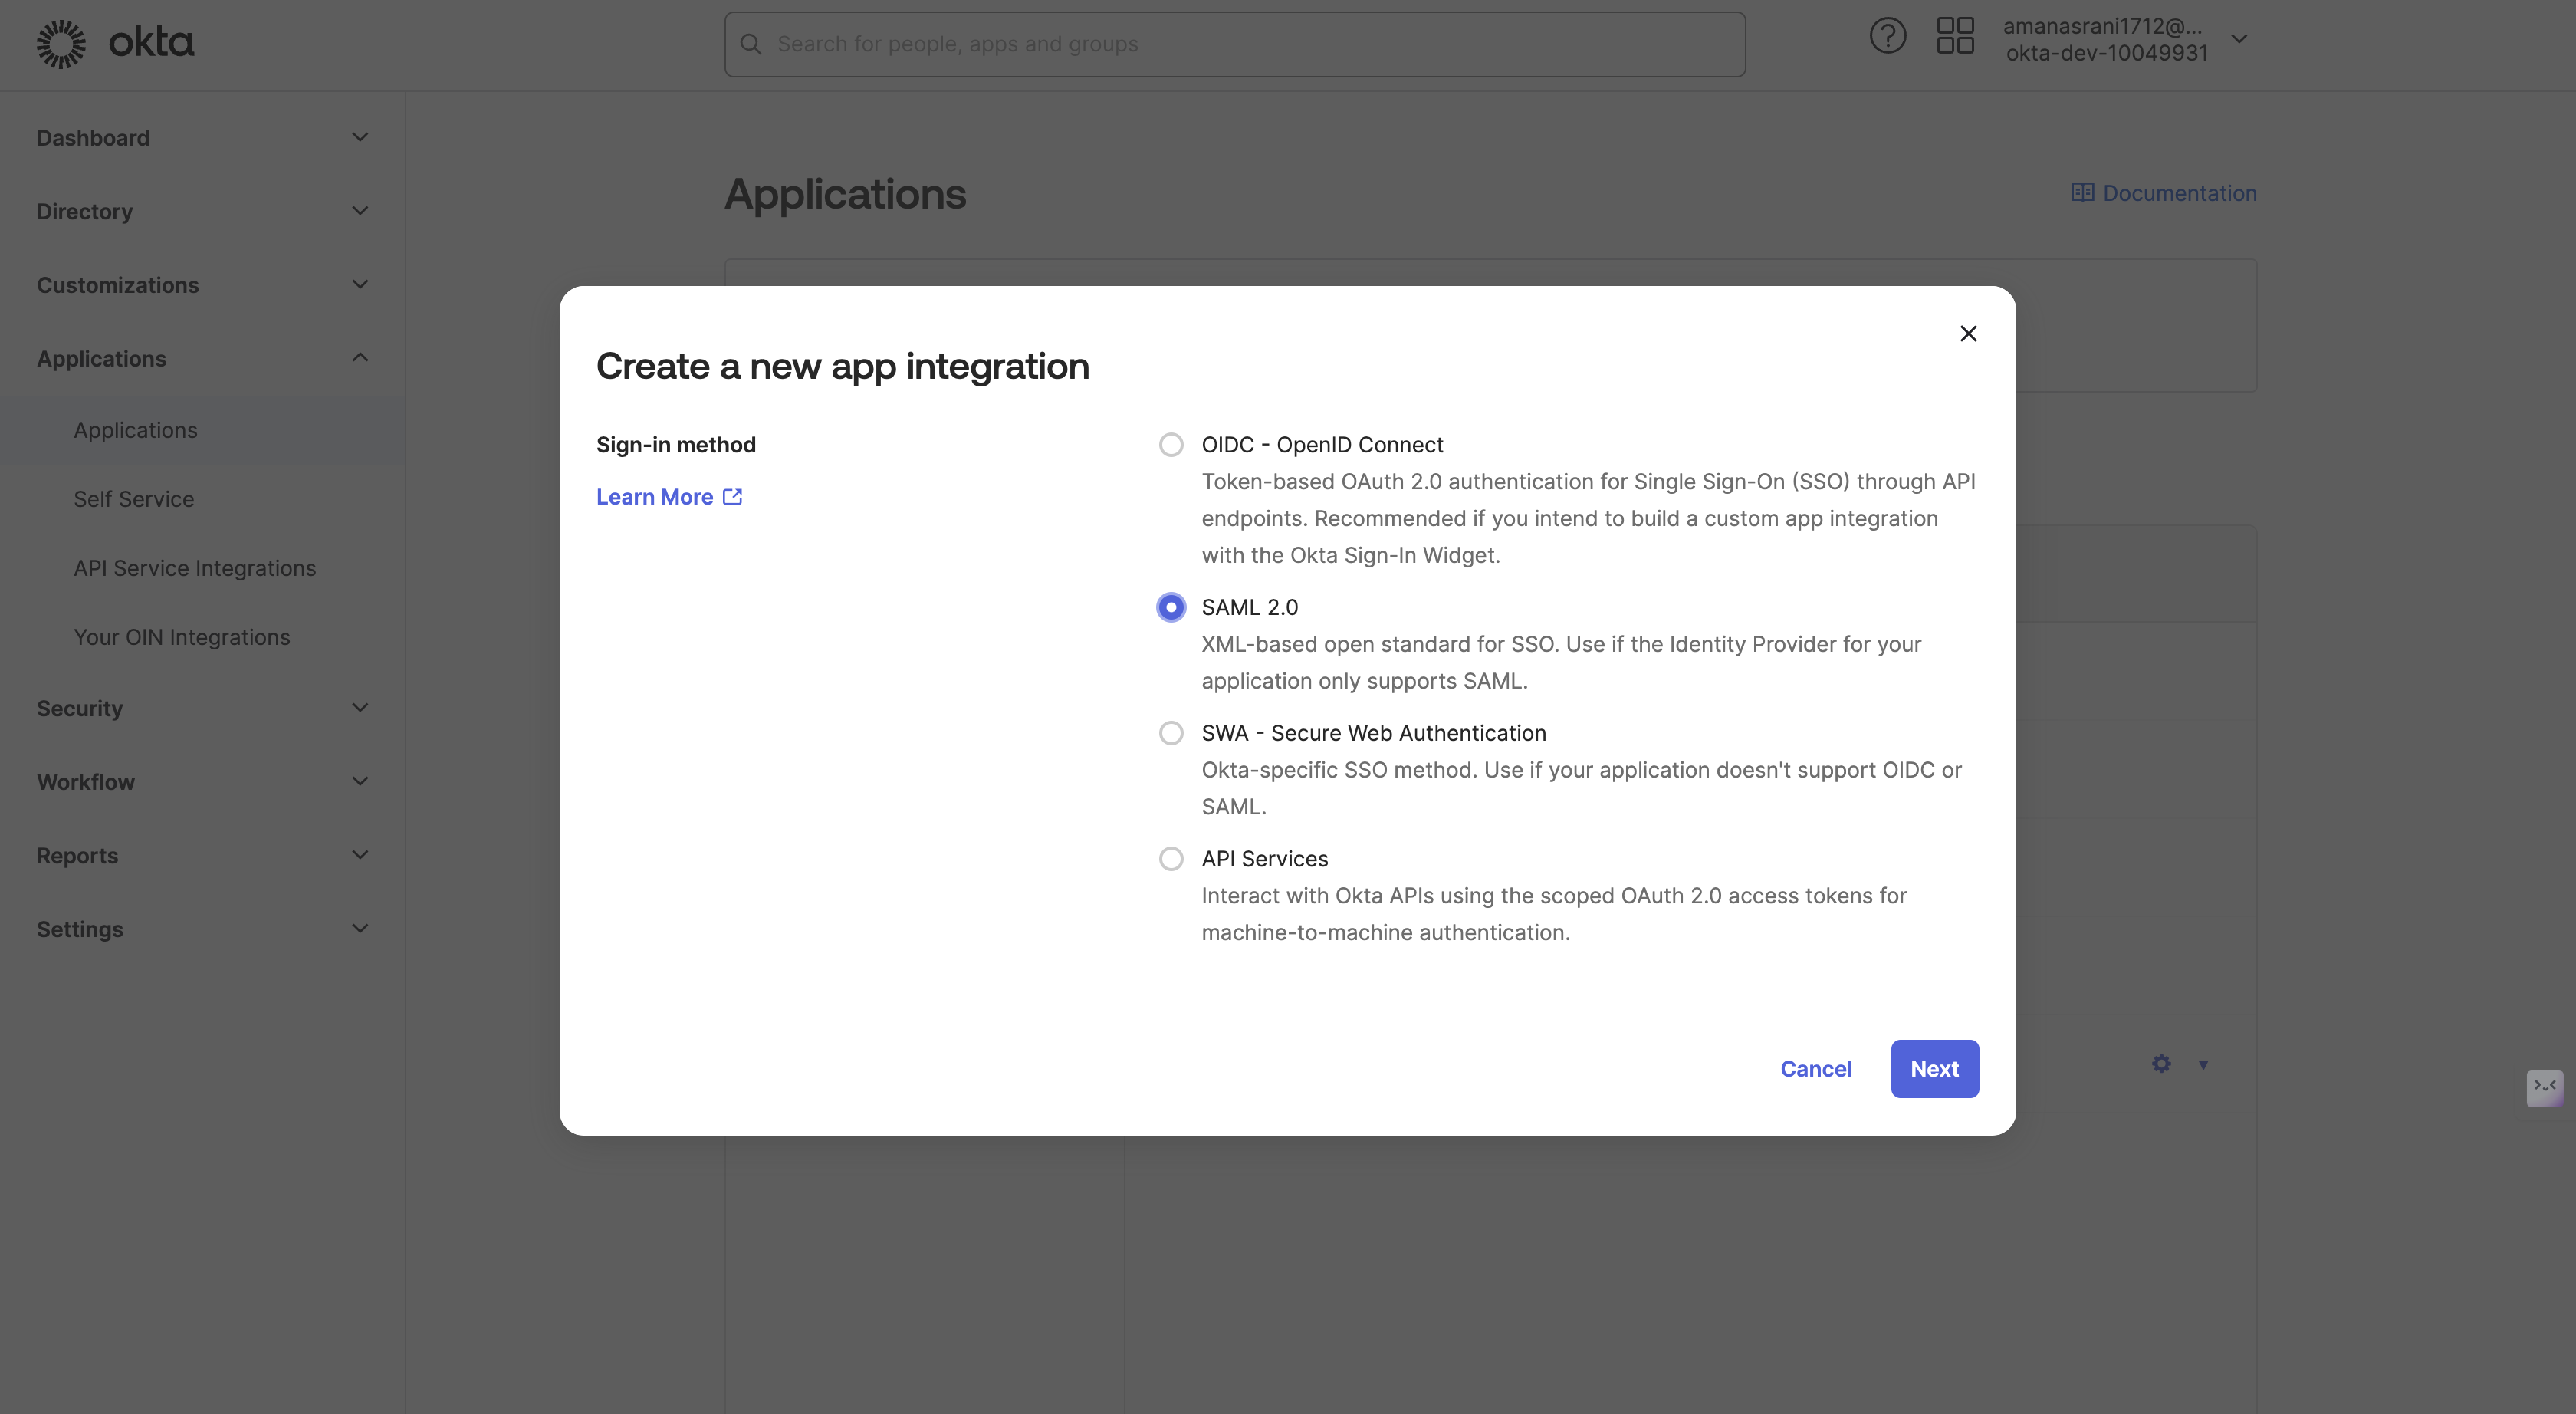 okta
Search for people, apps and groups
amanasrani1712@...
okta-dev-10049931
Dashboard
Directory
Customizations
Applications
Applications
Self Service
API Service Integrations
Your OIN Integrations
Security
Workflow
Reports
Settings
Applications
Documentation
Create a new app integration
Sign-in method
Learn More
OIDC - OpenID Connect
Token-based OAuth 2.0 authentication for Single Sign-On (SSO) through API
endpoints. Recommended if you intend to build a custom app integration
with the Okta Sign-In Widget.
SAML 2.0
XML-based open standard for SSO. Use if the Identity Provider for your
application only supports SAML.
SWA - Secure Web Authentication
Okta-specific SSO method. Use if your application doesn't support OIDC or
SAML.
API Services
Interact with Okta APIs using the scoped OAuth 2.0 access tokens for
machine-to-machine authentication.
Cancel
Next